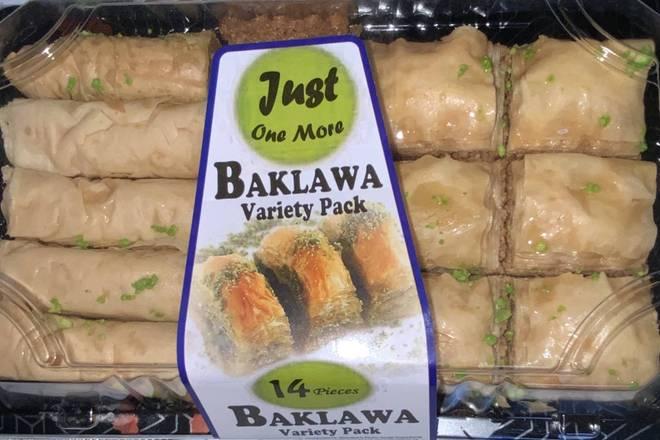 Just
One More
BAKLAWA
Variety Pack
14 Pieces
BAKLAWA
Variety Pack